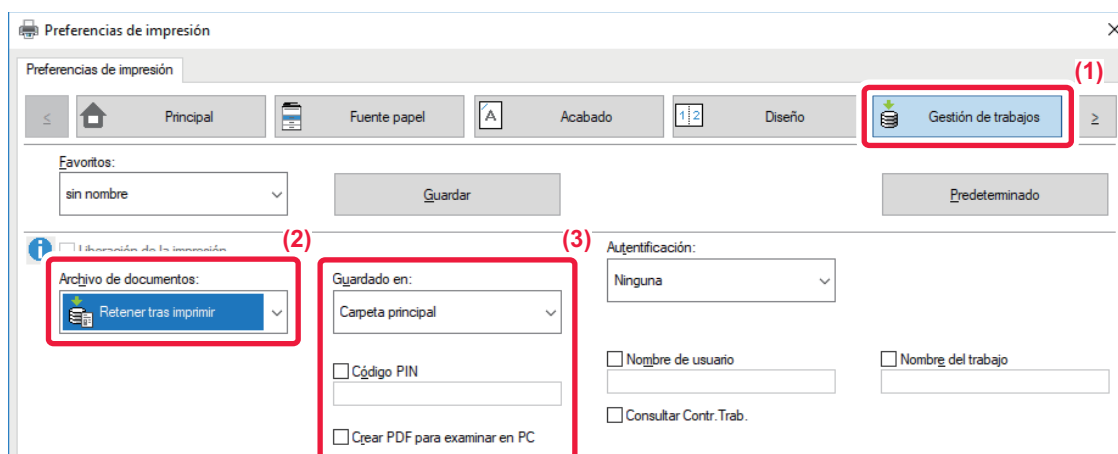 Preferencias de impresión
Preferencias de impresión
(1)
< Principal Fuente papel A Acabado 1 2 Diseño Gestión de trabajos >
Favoritos:
sin nombre Guardar Predeterminado
Liberación de la impresión
(2) (3)
Autentificación:
Ninguna
Archivo de documentos:
Retener tras imprimir
Guardado en:
Carpeta principal
Código PIN
Crear PDF para examinar en PC
Nombre de usuario Nombre del trabajo
Consultar Contr.Trab.